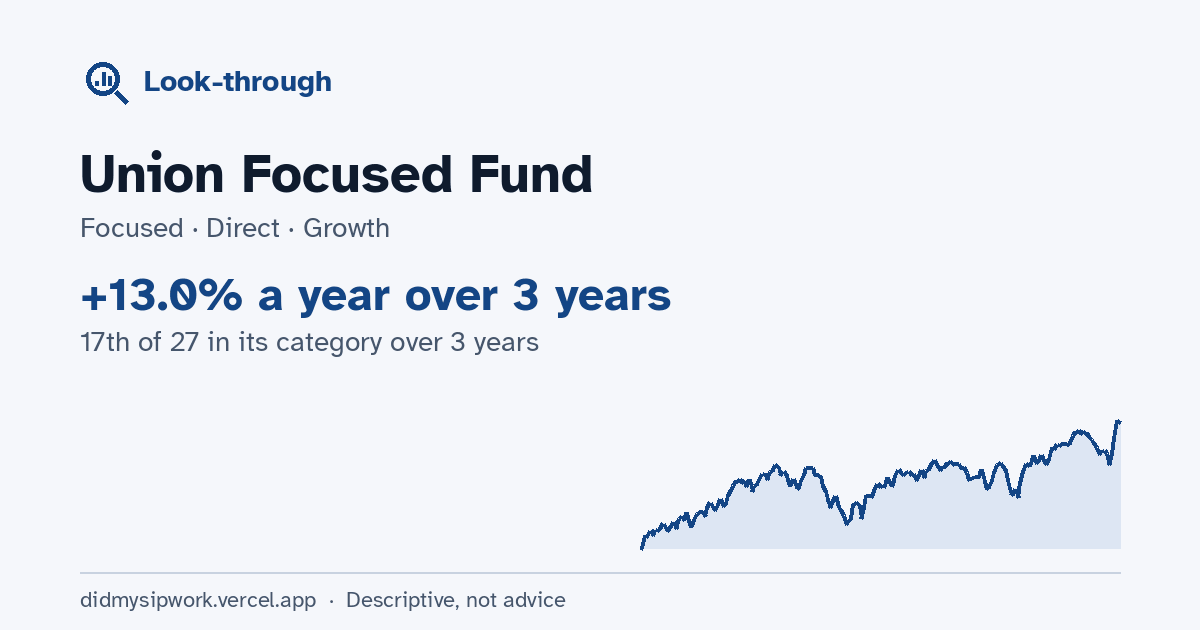 Look-through
Union Focused Fund
Focused · Direct · Growth
+13.0% a year over 3 years
17th of 27 in its category over 3 years
didmysipwork.vercel.app · Descriptive, not advice